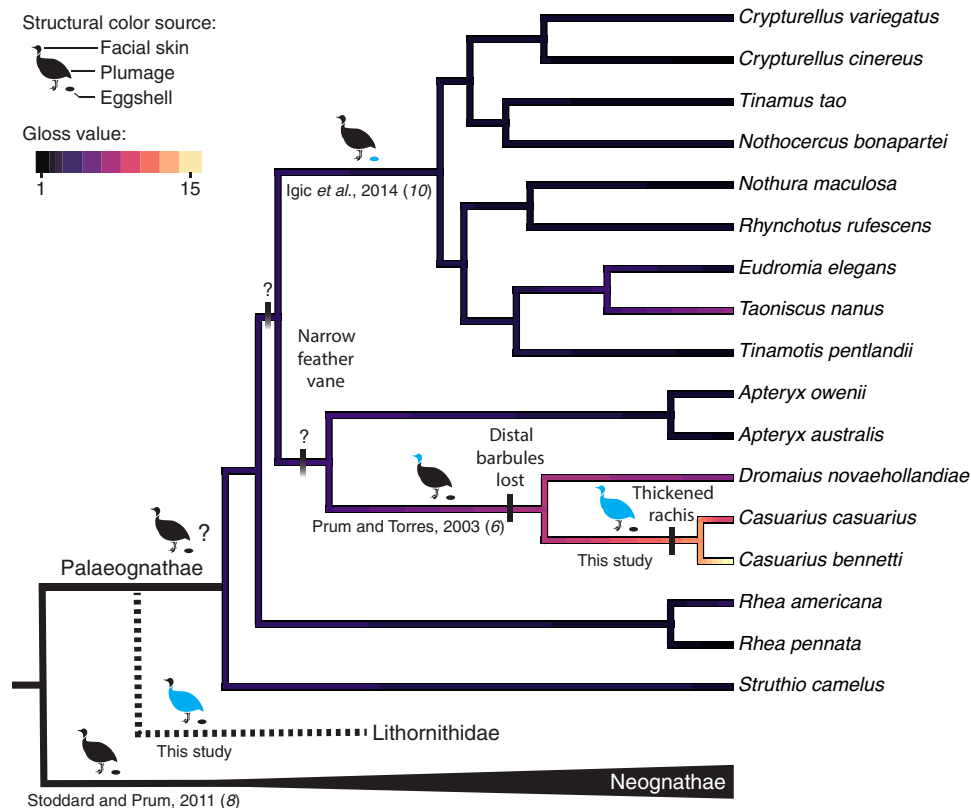 Structural color source:
Facial skin
Plumage
Eggshell
Gloss value:
1
15
Crypturellus variegatus
Crypturellus cinereus
Tinamus tao
Nothocercus bonapartei
Igic et al., 2014 (10)
Nothura maculosa
Rhynchotus rufescens
Eudromia elegans
Taoniscus nanus
Tinamotis pentlandii
?
Narrow
feather
vane
?
Apteryx owenii
Apteryx australis
Distal
barbules
lost
Dromaius novaehollandiae
Prum and Torres, 2003 (6)
Thickened
rachis
This study
Casuarius casuarius
Casuarius bennetti
?
Palaeognathae
Rhea americana
Rhea pennata
Struthio camelus
This study
Lithornithidae
Neognathae
Stoddard and Prum, 2011 (8)